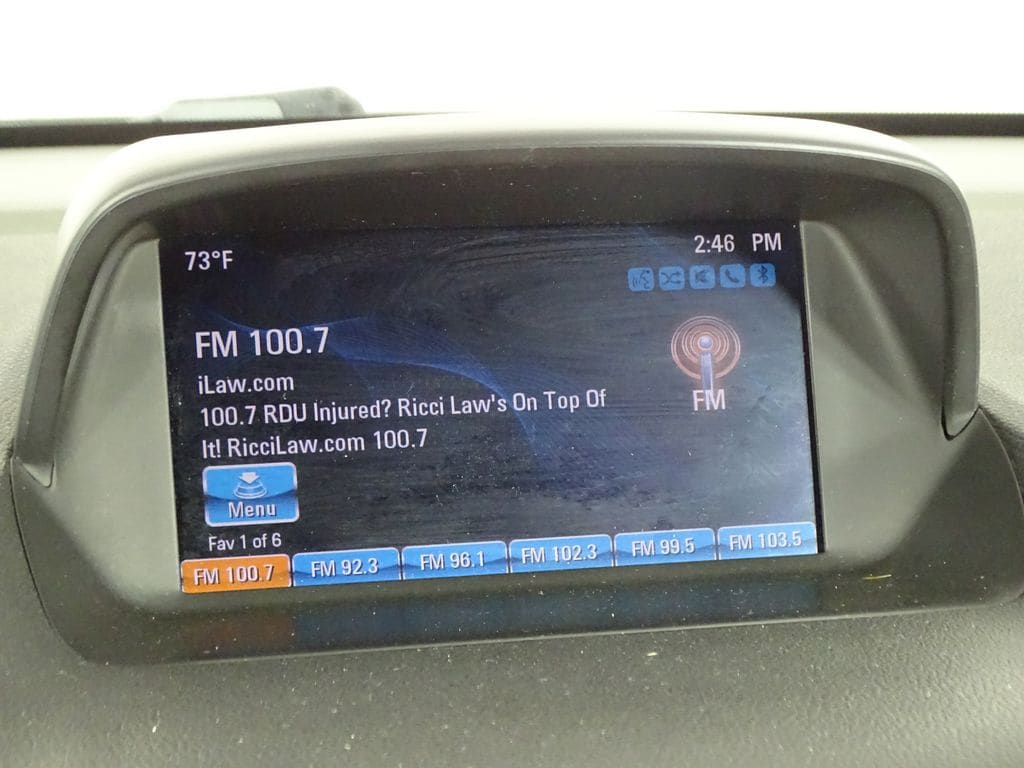 73°F
2:46 PM
FM 100.7
iLaw.com
100.7 RDU Injured? Ricci Law's On Top Of
It! RicciLaw.com 100.7
FM
Menu
Fav 1 of 6
FM 100.7 FM 92.3 FM 96.1 FM 102.3 FM 99.5 FM 103.5